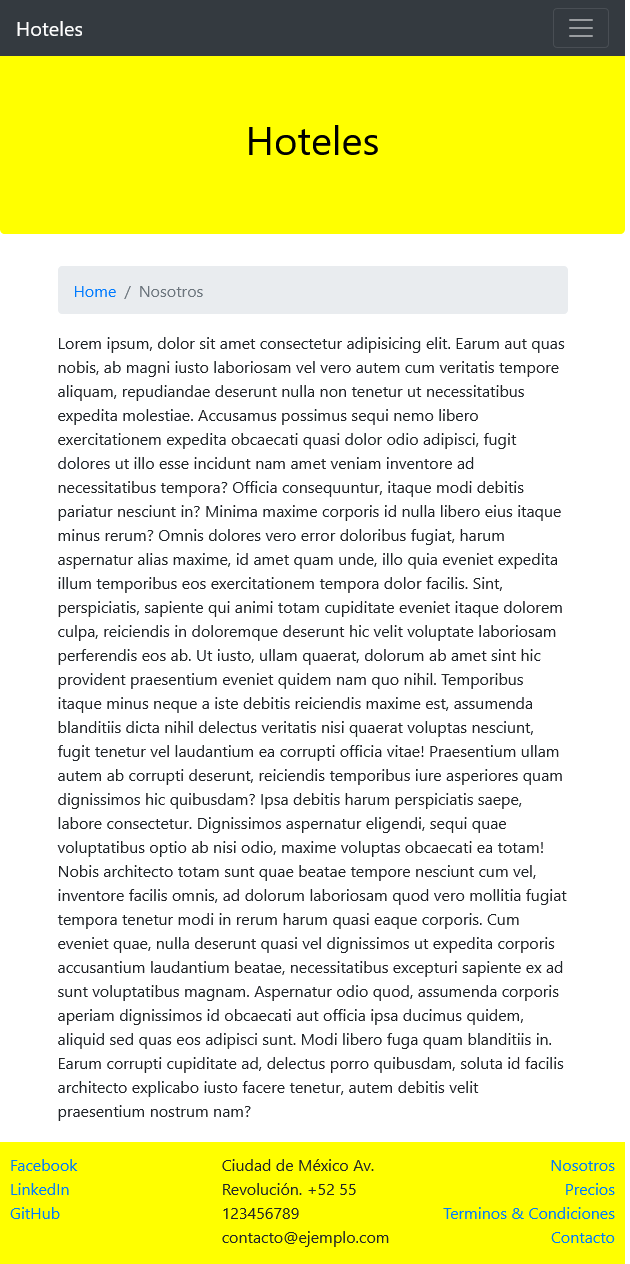 Hoteles
Hoteles
Home / Nosotros
Lorem ipsum, dolor sit amet consectetur adipisicing elit. Earum aut quas
nobis, ab magni iusto laboriosam vel vero autem cum veritatis tempore
aliquam, repudiandae deserunt nulla non tenetur ut necessitatibus
expedita molestiae. Accusamus possimus sequi nemo libero
exercitationem expedita obcaecati quasi dolor odio adipisci, fugit
dolores ut illo esse incidunt nam amet veniam inventore ad
necessitatibus tempora? Officia consequuntur, itaque modi debitis
pariatur nesciunt in? Minima maxime corporis id nulla libero eius itaque
minus rerum? Omnis dolores vero error doloribus fugiat, harum
aspernatur alias maxime, id amet quam unde, illo quia eveniet expedita
illum temporibus eos exercitationem tempora dolor facilis. Sint,
perspiciatis, sapiente qui animi totam cupiditate eveniet itaque dolorem
culpa, reiciendis in doloremque deserunt hic velit voluptate laboriosam
perferendis eos ab. Ut iusto, ullam quaerat, dolorum ab amet sint hic
provident praesentium eveniet quidem nam quo nihil. Temporibus
itaque minus neque a iste debitis reiciendis maxime est, assumenda
blanditiis dicta nihil delectus veritatis nisi quaerat voluptas nesciunt,
fugit tenetur vel laudantium ea corrupti officia vitae! Praesentium ullam
autem ab corrupti deserunt, reiciendis temporibus iure asperiores quam
dignissimos hic quibusdam? Ipsa debitis harum perspiciatis saepe,
labore consectetur. Dignissimos aspernatur eligendi, sequi quae
voluptatibus optio ab nisi odio, maxime voluptas obcaecati ea totam!
Nobis architecto totam sunt quae beatae tempore nesciunt cum vel,
inventore facilis omnis, ad dolorum laboriosam quod vero mollitia fugiat
tempora tenetur modi in rerum harum quasi eaque corporis. Cum
eveniet quae, nulla deserunt quasi vel dignissimos ut expedita corporis
accusantium laudantium beatae, necessitatibus excepturi sapiente ex ad
sunt voluptatibus magnam. Aspernatur odio quod, assumenda corporis
aperiam dignissimos id obcaecati aut officia ipsa ducimus quidem,
aliquid sed quas eos adipisci sunt. Modi libero fuga quam blanditiis in.
Earum corrupti cupiditate ad, delectus porro quibusdam, soluta id facilis
architecto explicabo iusto facere tenetur, autem debitis velit
praesentium nostrum nam?
Facebook
LinkedIn
GitHub
Ciudad de México Av.
Revolución. +52 55
123456789
contacto@ejemplo.com
Nosotros
Precios
Terminos & Condiciones
Contacto